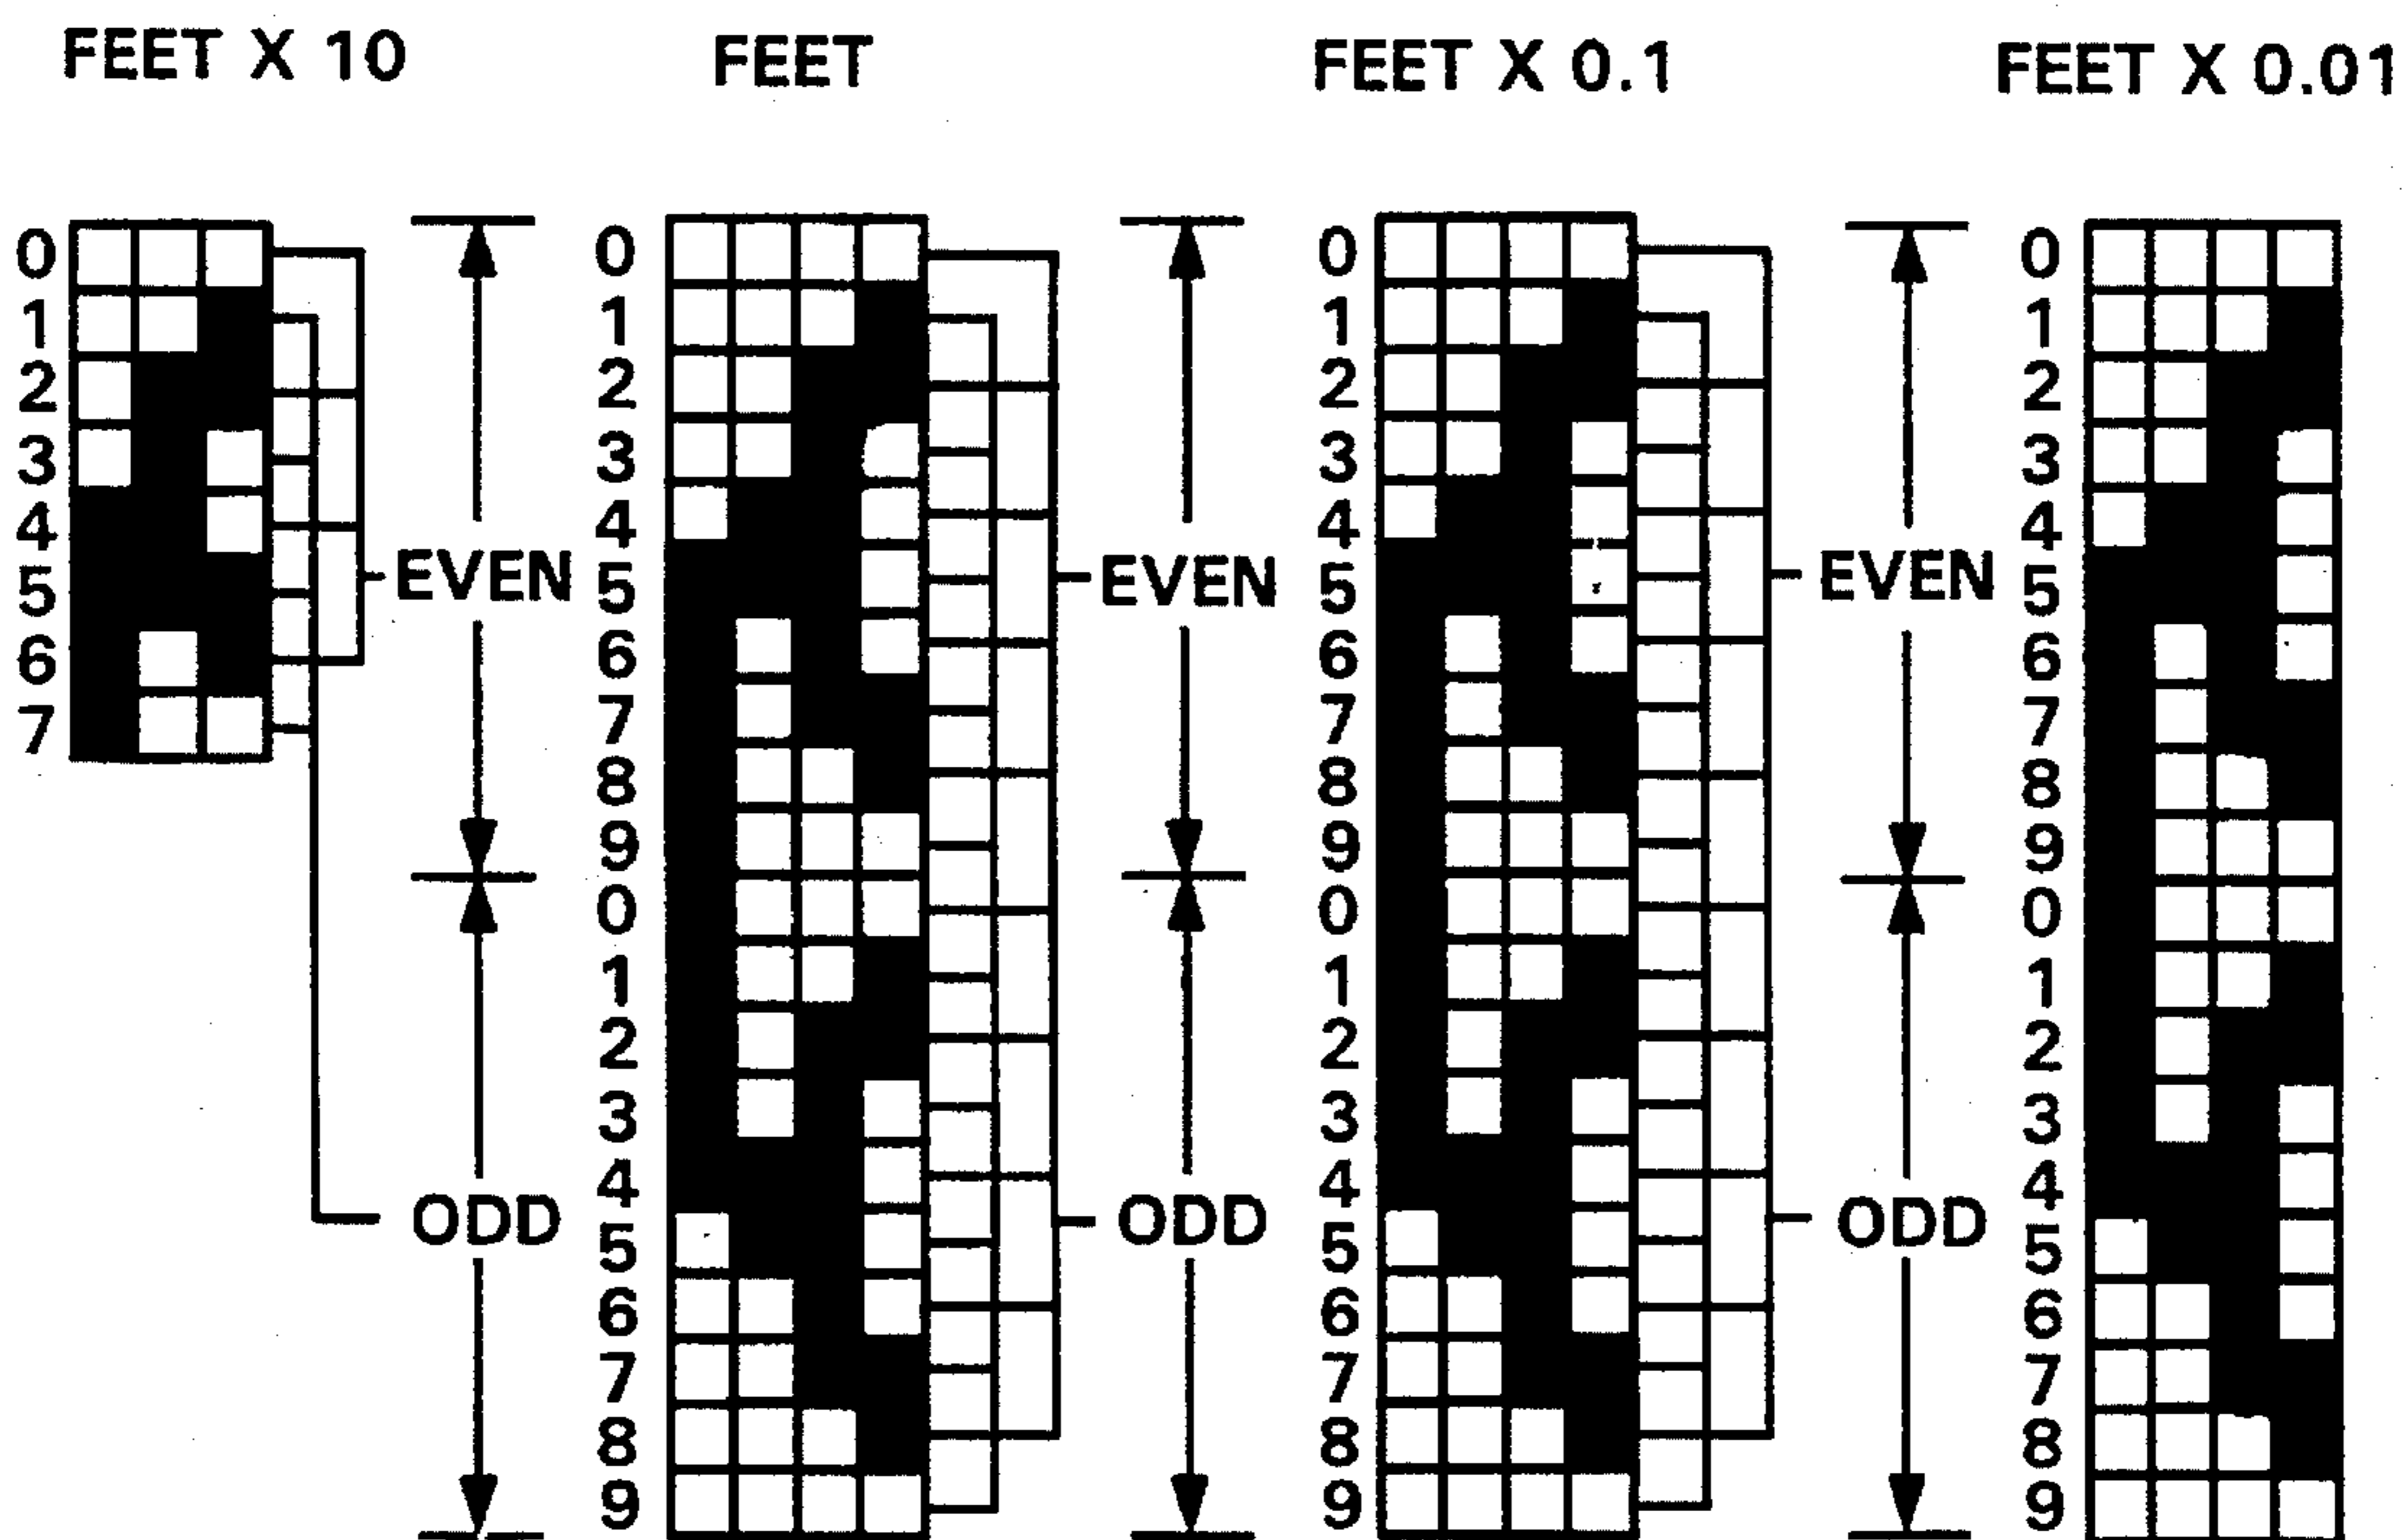 FEET X 10 FEET FEET X 0.1 FEET X 0.01
0 0 0 0
1 1 1 1
2 2 2 2
3 3 3 3
4 4 4 4
5 EVEN 5 EVEN 5 EVEN 5
6 6 6 6
7 7 7 7
8 8 8
9 9 9
0 0 0
1 1 1
2 2 2
3 3 3
4 4 4
ODD 5 ODD 5 ODD 5
6 6 6
7 7 7
8 8 8
9 9 9